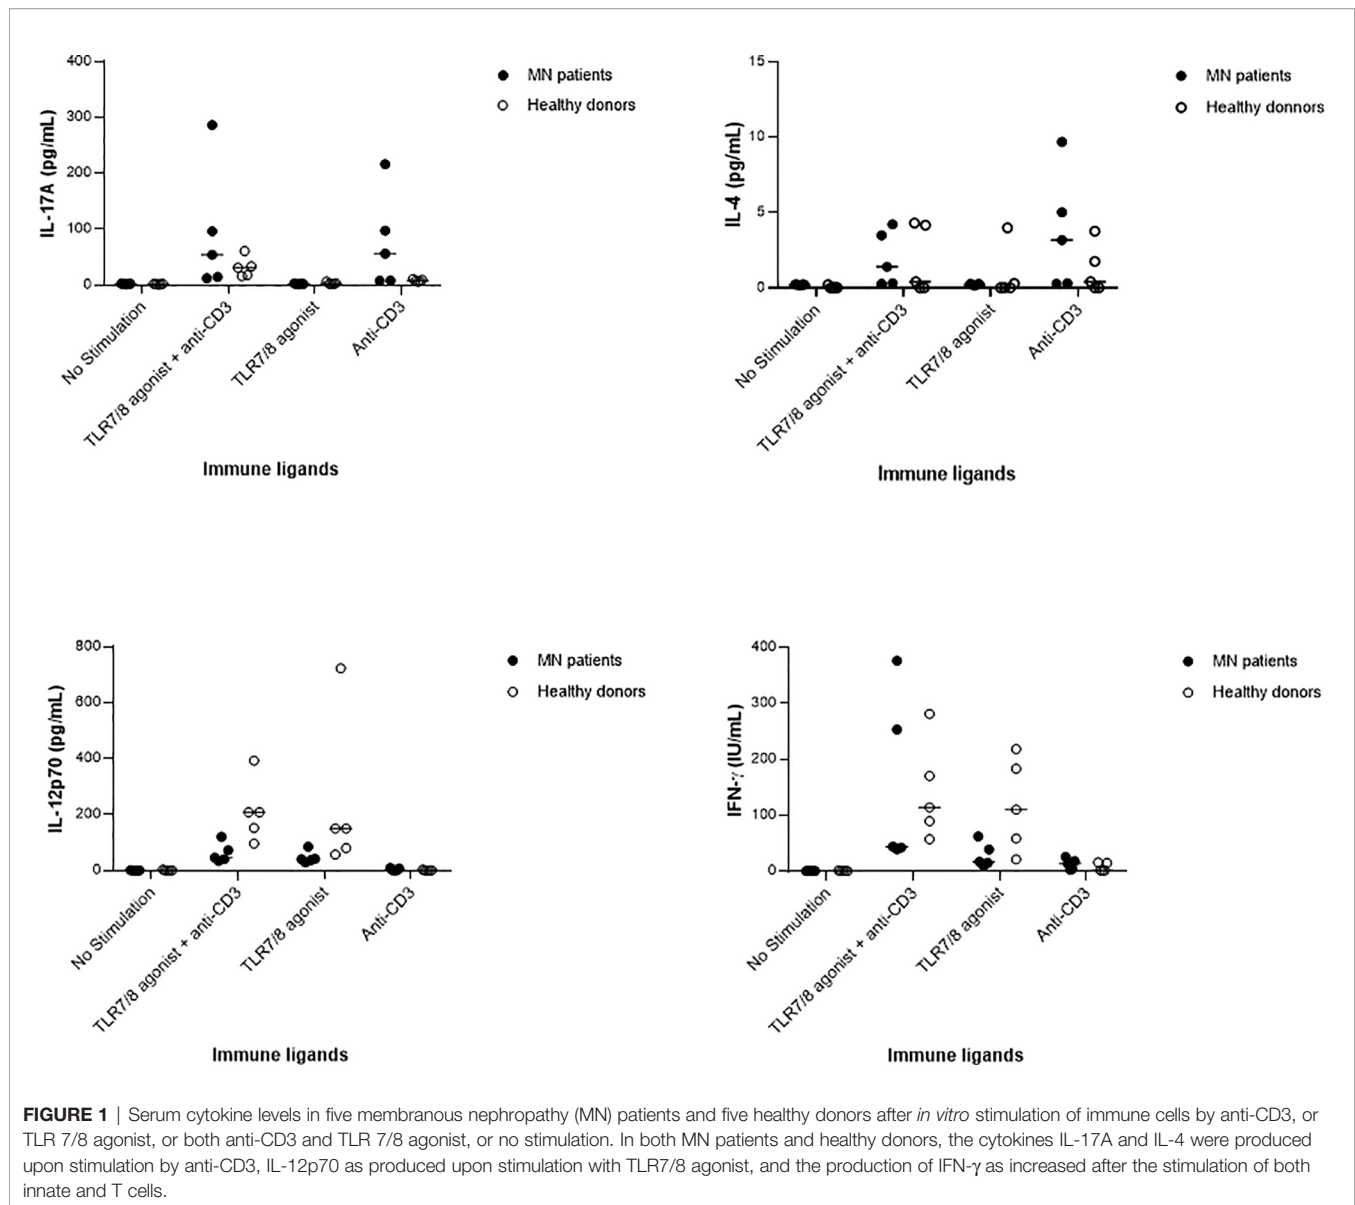 400
300
200
100
0
IL-17A (pg/mL)
MN patients
Healthy donors
No Stimulation
TLR7/8 agonist + anti-CD3
TLR7/8 agonist
Anti-CD3
Immune ligands
15
10
5
0
IL-4 (pg/mL)
MN patients
Healthy donnors
No Stimulation
TLR7/8 agonist + anti-CD3
TLR7/8 agonist
Anti-CD3
Immune ligands
800
600
400
200
0
IL-12p70 (pg/mL)
MN patients
Healthy donors
No Stimulation
TLR7/8 agonist + anti-CD3
TLR7/8 agonist
Anti-CD3
Immune ligands
400
300
200
100
0
IFN-γ (IU/mL)
MN patients
Healthy donors
No Stimulation
TLR7/8 agonist + anti-CD3
TLR7/8 agonist
Anti-CD3
Immune ligands
FIGURE 1 | Serum cytokine levels in five membranous nephropathy (MN) patients and five healthy donors after in vitro stimulation of immune cells by anti-CD3, or
TLR 7/8 agonist, or both anti-CD3 and TLR 7/8 agonist, or no stimulation. In both MN patients and healthy donors, the cytokines IL-17A and IL-4 were produced
upon stimulation by anti-CD3, IL-12p70 as produced upon stimulation with TLR7/8 agonist, and the production of IFN-γ as increased after the stimulation of both
innate and T cells.